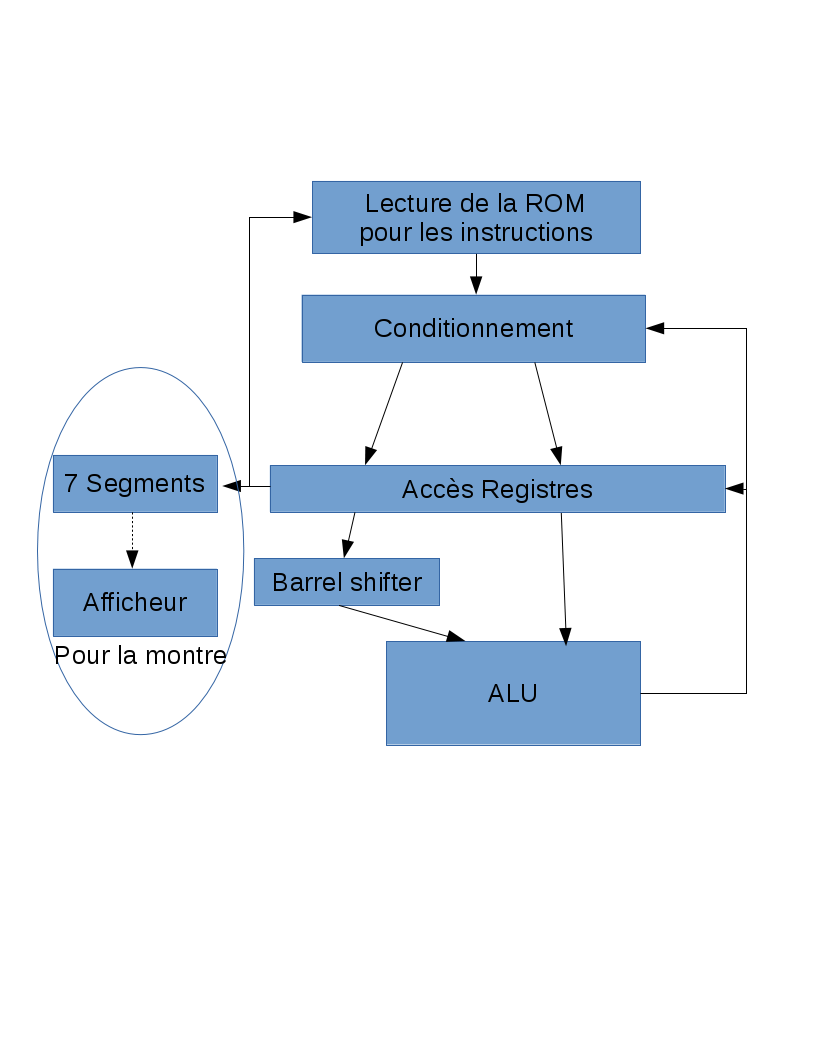 Lecture de la ROM
pour les instructions
Conditionnement
7 Segments
Accès Registres
Barrel shifter
Afficheur
Pour la montre
ALU